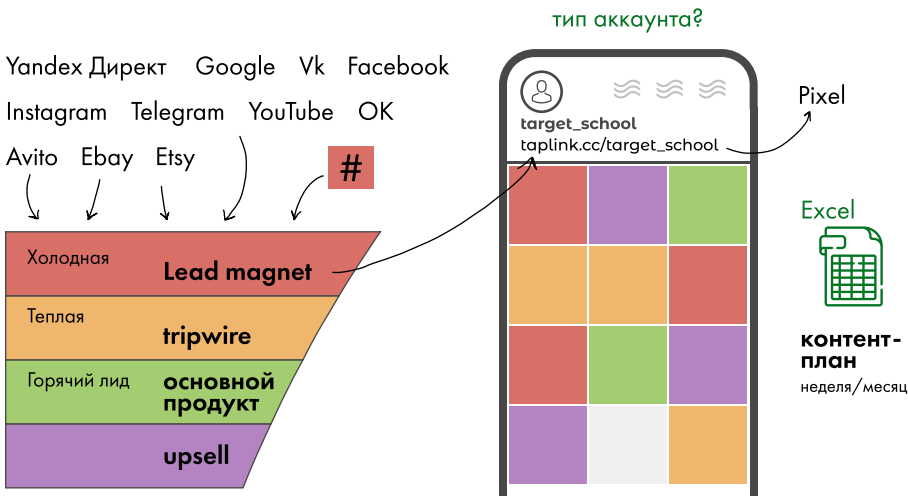 тип аккаунта?
Yandex Директ Google Vk Facebook
Instagram Telegram YouTube OK
Avito Ebay Etsy
#
Холодная
Lead magnet
Теплая
tripwire
Горячий лид
основной
продукт
upsell
target_school
taplink.cc/target_school
Pixel
Excel
контент-
план
неделя/месяц